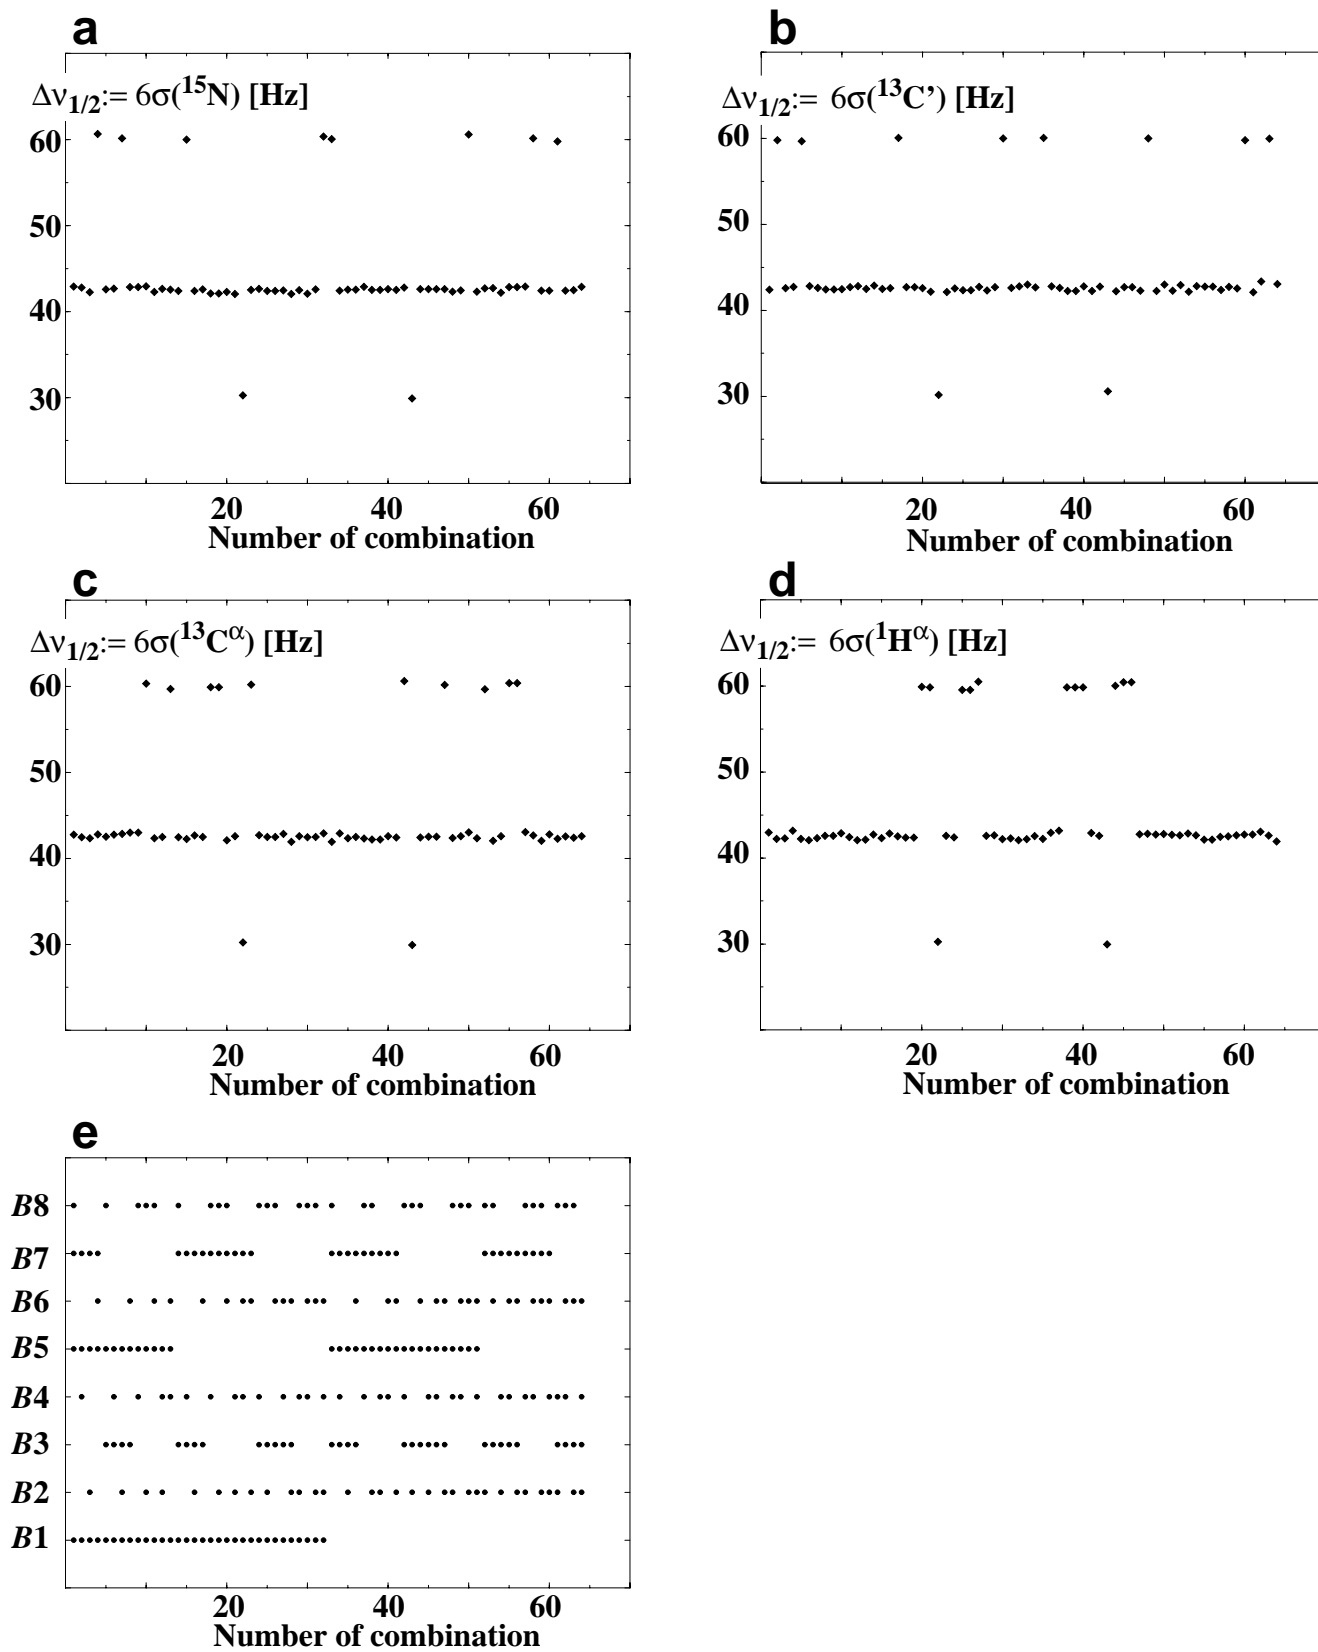 a
Δν1/2:= 6σ(15N) [Hz]
60
50
40
30
20 40 60
Number of combination
b
Δν1/2:= 6σ(13C’) [Hz]
60
50
40
30
20 40 60
Number of combination
c
Δν1/2:= 6σ(13Cα) [Hz]
60
50
40
30
20 40 60
Number of combination
d
Δν1/2:= 6σ(1Hα) [Hz]
60
50
40
30
20 40 60
Number of combination
e
B8
B7
B6
B5
B4
B3
B2
B1
20 40 60
Number of combination